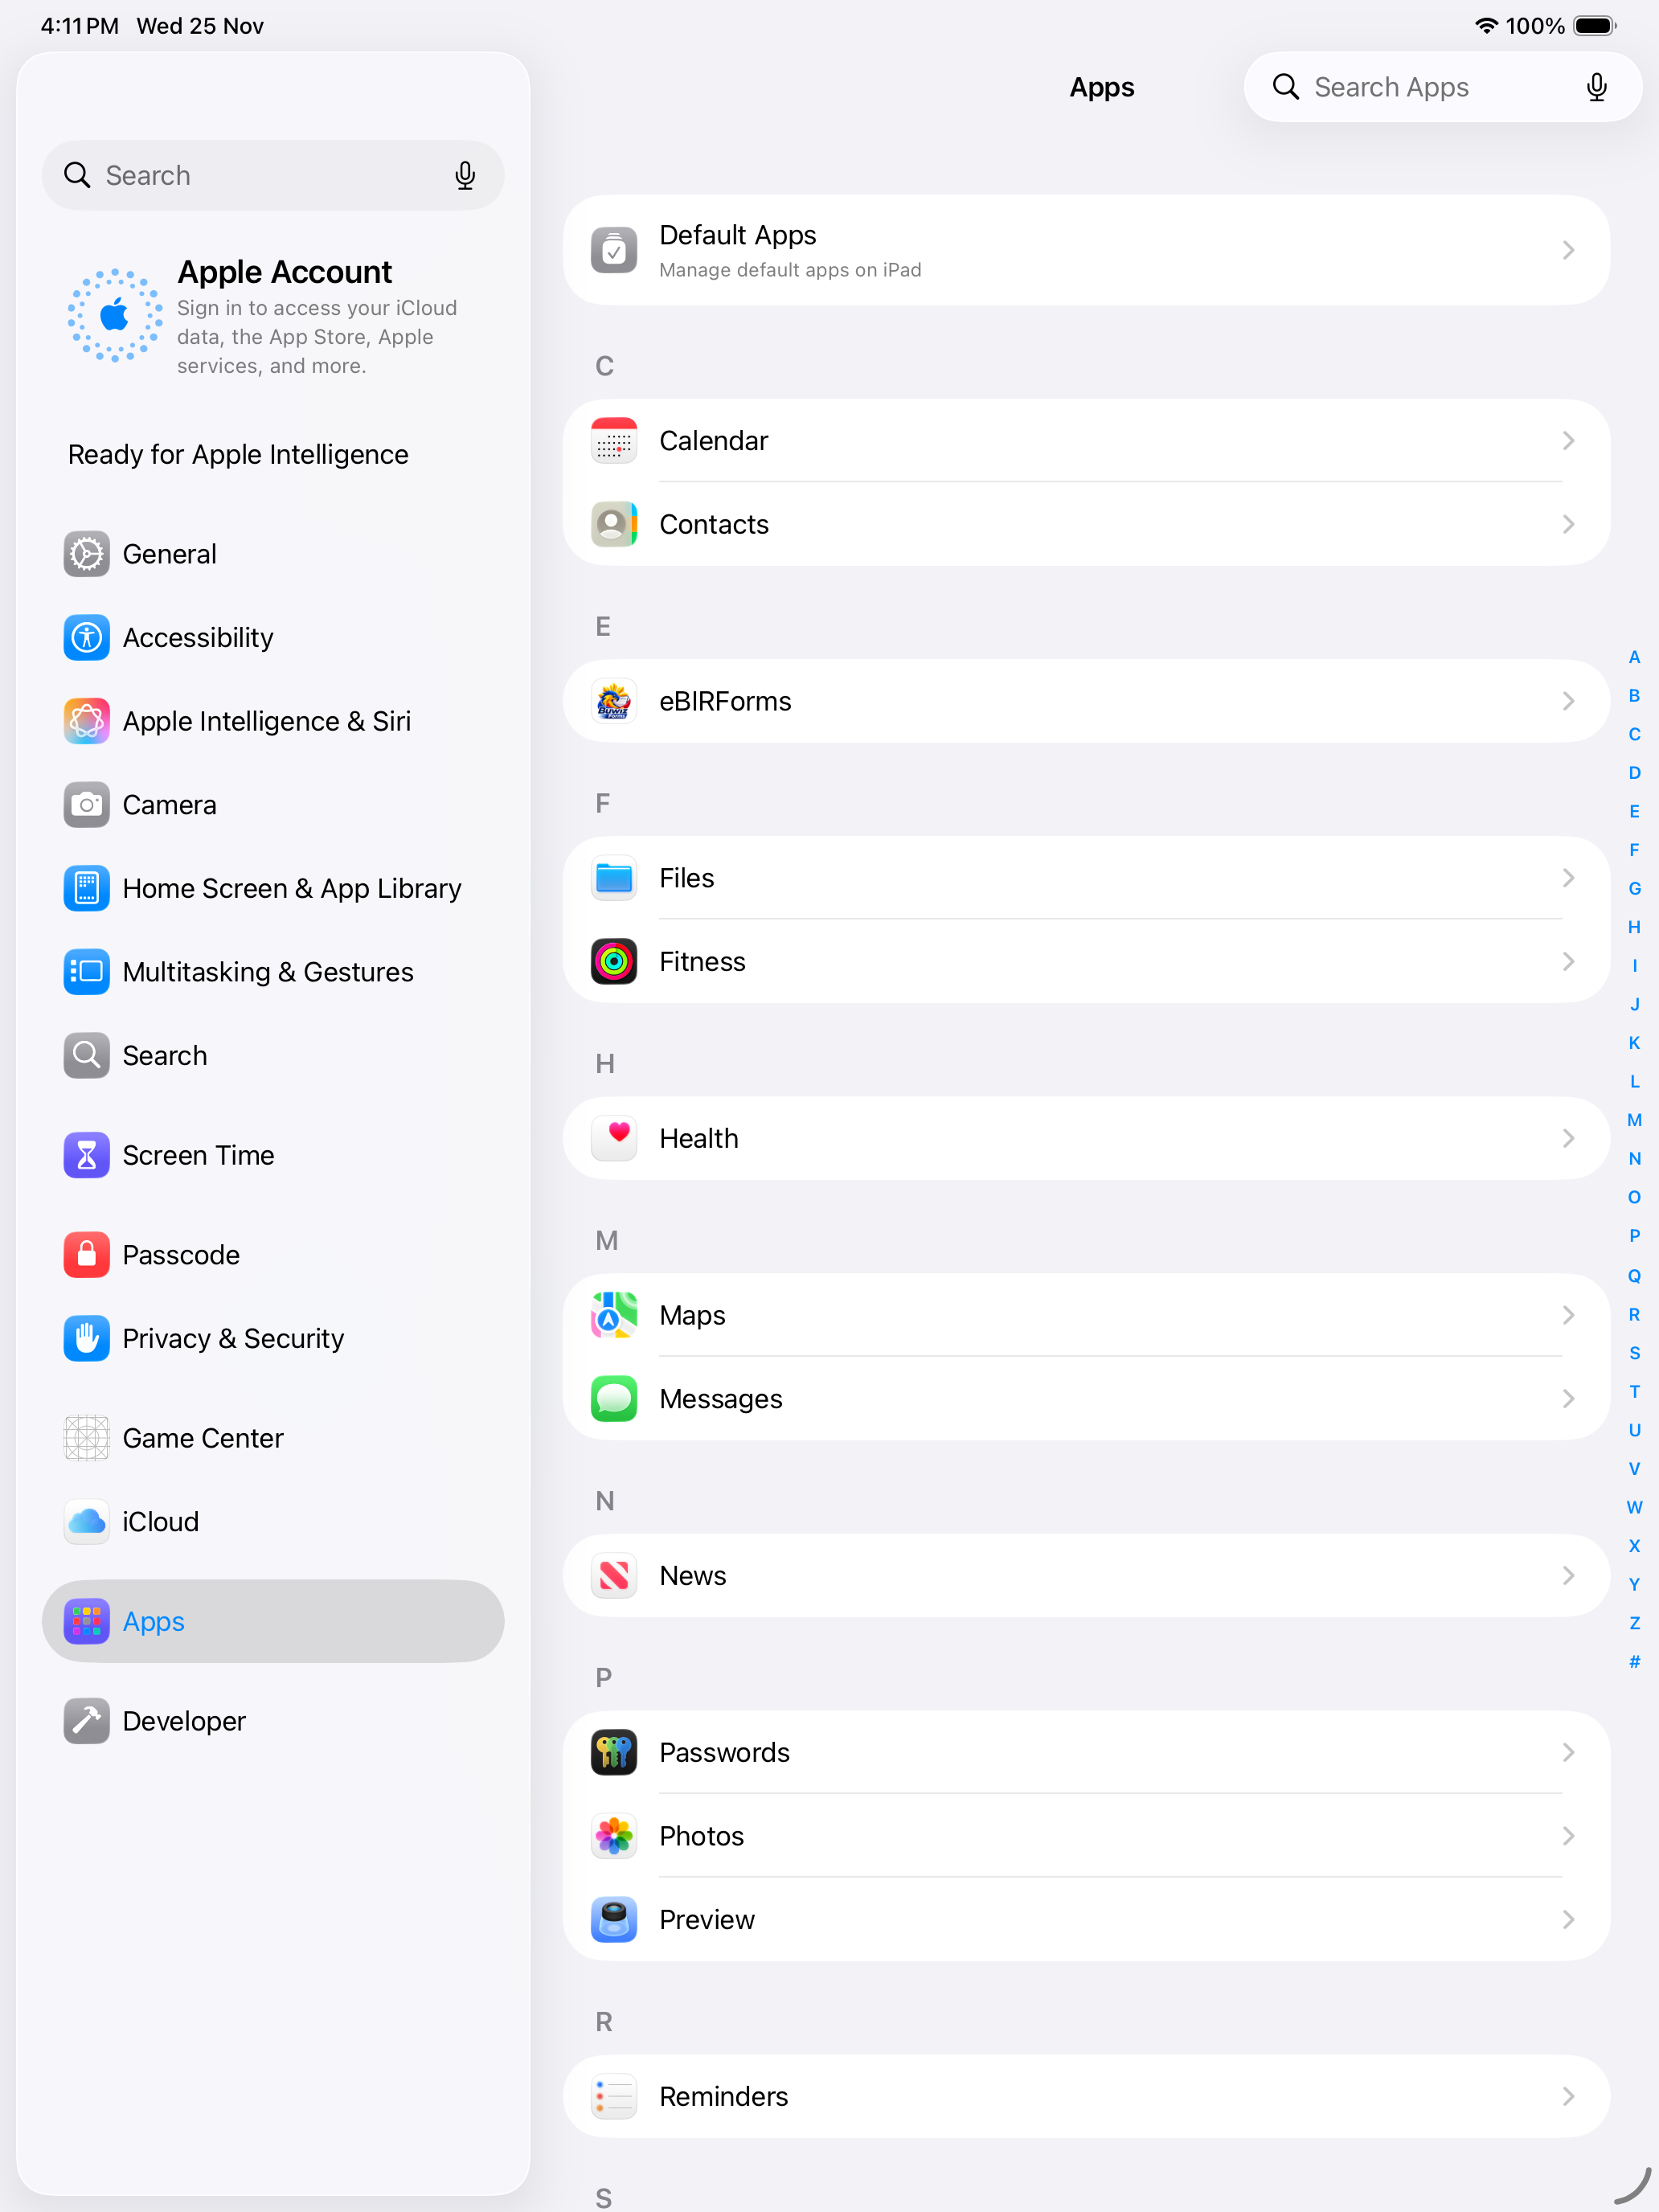 4:11 PM Wed 25 Nov
100%
Search
Apple Account
Sign in to access your iCloud
data, the App Store, Apple
services, and more.
Ready for Apple Intelligence
General
Accessibility
Apple Intelligence & Siri
Camera
Home Screen & App Library
Multitasking & Gestures
Search
Screen Time
Passcode
Privacy & Security
Game Center
iCloud
Apps
Developer
Apps
Search Apps
Default Apps
Manage default apps on iPad
C
Calendar
Contacts
E
Buwiz
Forms
eBIRForms
F
Files
Fitness
H
Health
M
Maps
Messages
N
News
P
Passwords
Photos
Preview
R
Reminders
S
A
B
C
D
E
F
G
H
I
J
K
L
M
N
O
P
Q
R
S
T
U
V
W
X
Y
Z
#